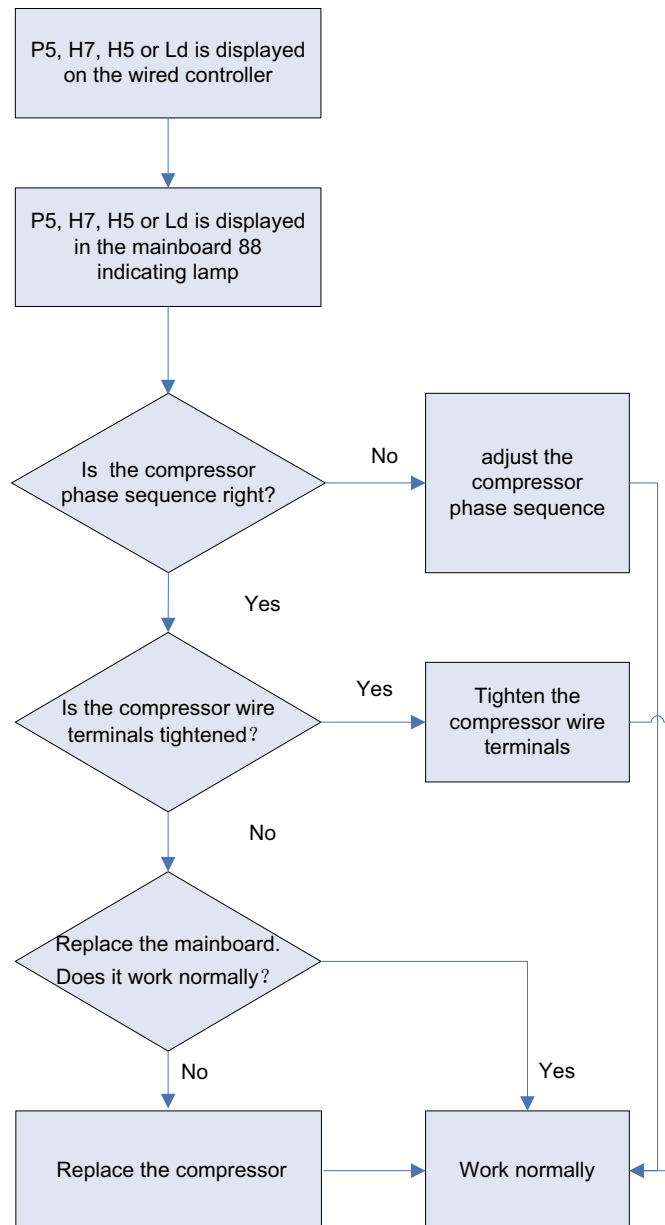 P5, H7, H5 or Ld is displayed
on the wired controller
P5, H7, H5 or Ld is displayed
in the mainboard 88
indicating lamp
Is the compressor
phase sequence right?
No
adjust the
compressor
phase sequence
Yes
Is the compressor wire
terminals tightened？
Yes
Tighten the
compressor wire
terminals
No
Replace the mainboard.
Does it work normally？
No
Yes
Replace the compressor
Work normally